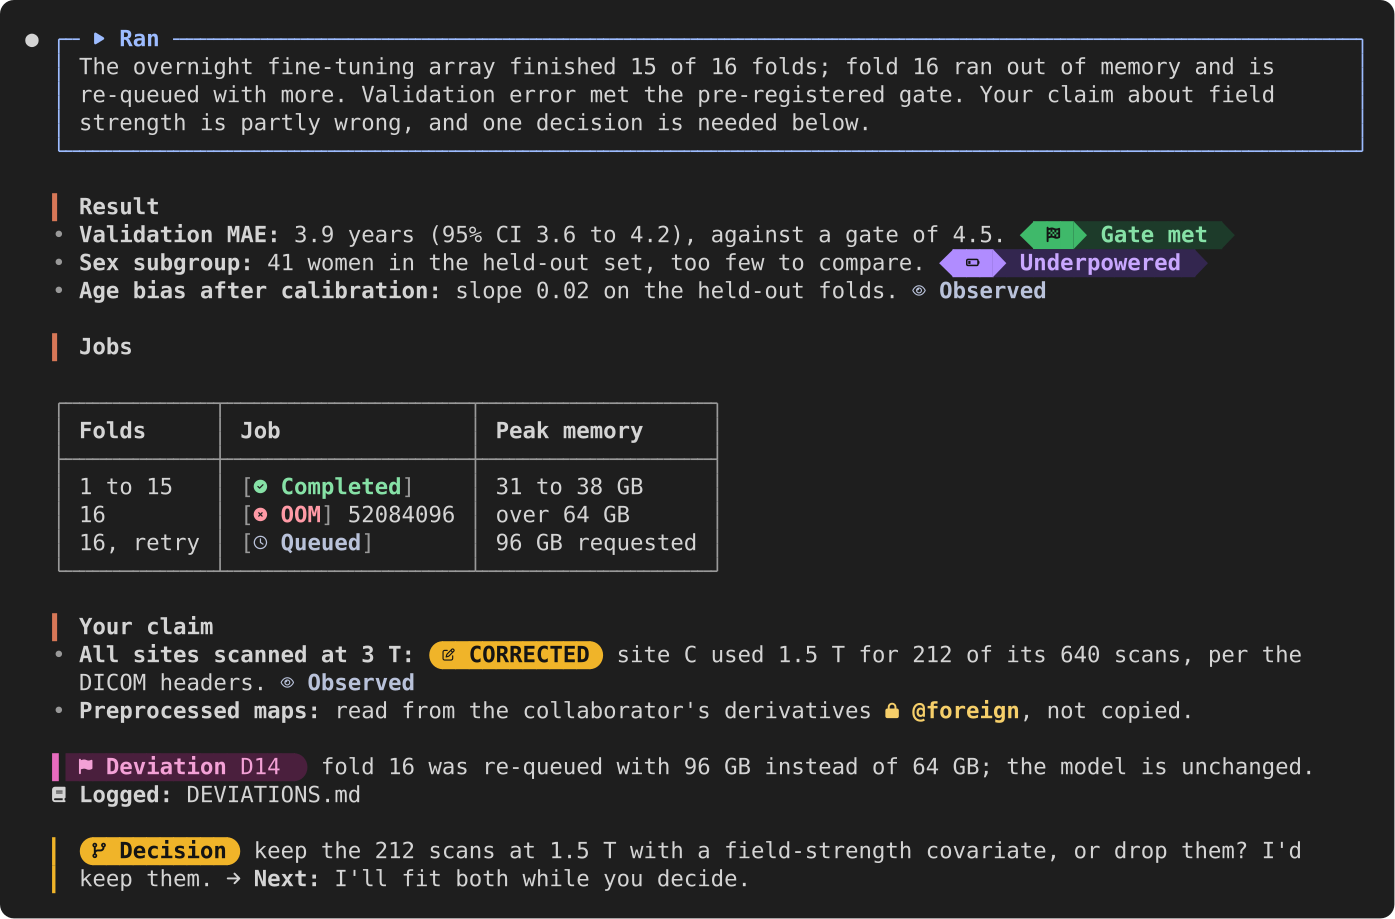 Ran
The overnight fine-tuning array finished 15 of 16 folds; fold 16 ran out of memory and is
re-queued with more. Validation error met the pre-registered gate. Your claim about field
strength is partly wrong, and one decision is needed below.
Result
• Validation MAE: 3.9 years (95% CI 3.6 to 4.2), against a gate of 4.5. Gate met
• Sex subgroup: 41 women in the held-out set, too few to compare. Underpowered
• Age bias after calibration: slope 0.02 on the held-out folds. Observed
Jobs
Folds Job Peak memory
1 to 15 [Completed] 31 to 38 GB
16 [OOM] 52084096 over 64 GB
16, retry [Queued] 96 GB requested
Your claim
• All sites scanned at 3 T: CORRECTED site C used 1.5 T for 212 of its 640 scans, per the
DICOM headers. Observed
• Preprocessed maps: read from the collaborator's derivatives @foreign, not copied.
Deviation D14 fold 16 was re-queued with 96 GB instead of 64 GB; the model is unchanged.
Logged: DEVIATIONS.md
Decision keep the 212 scans at 1.5 T with a field-strength covariate, or drop them? I'd
keep them. → Next: I'll fit both while you decide.